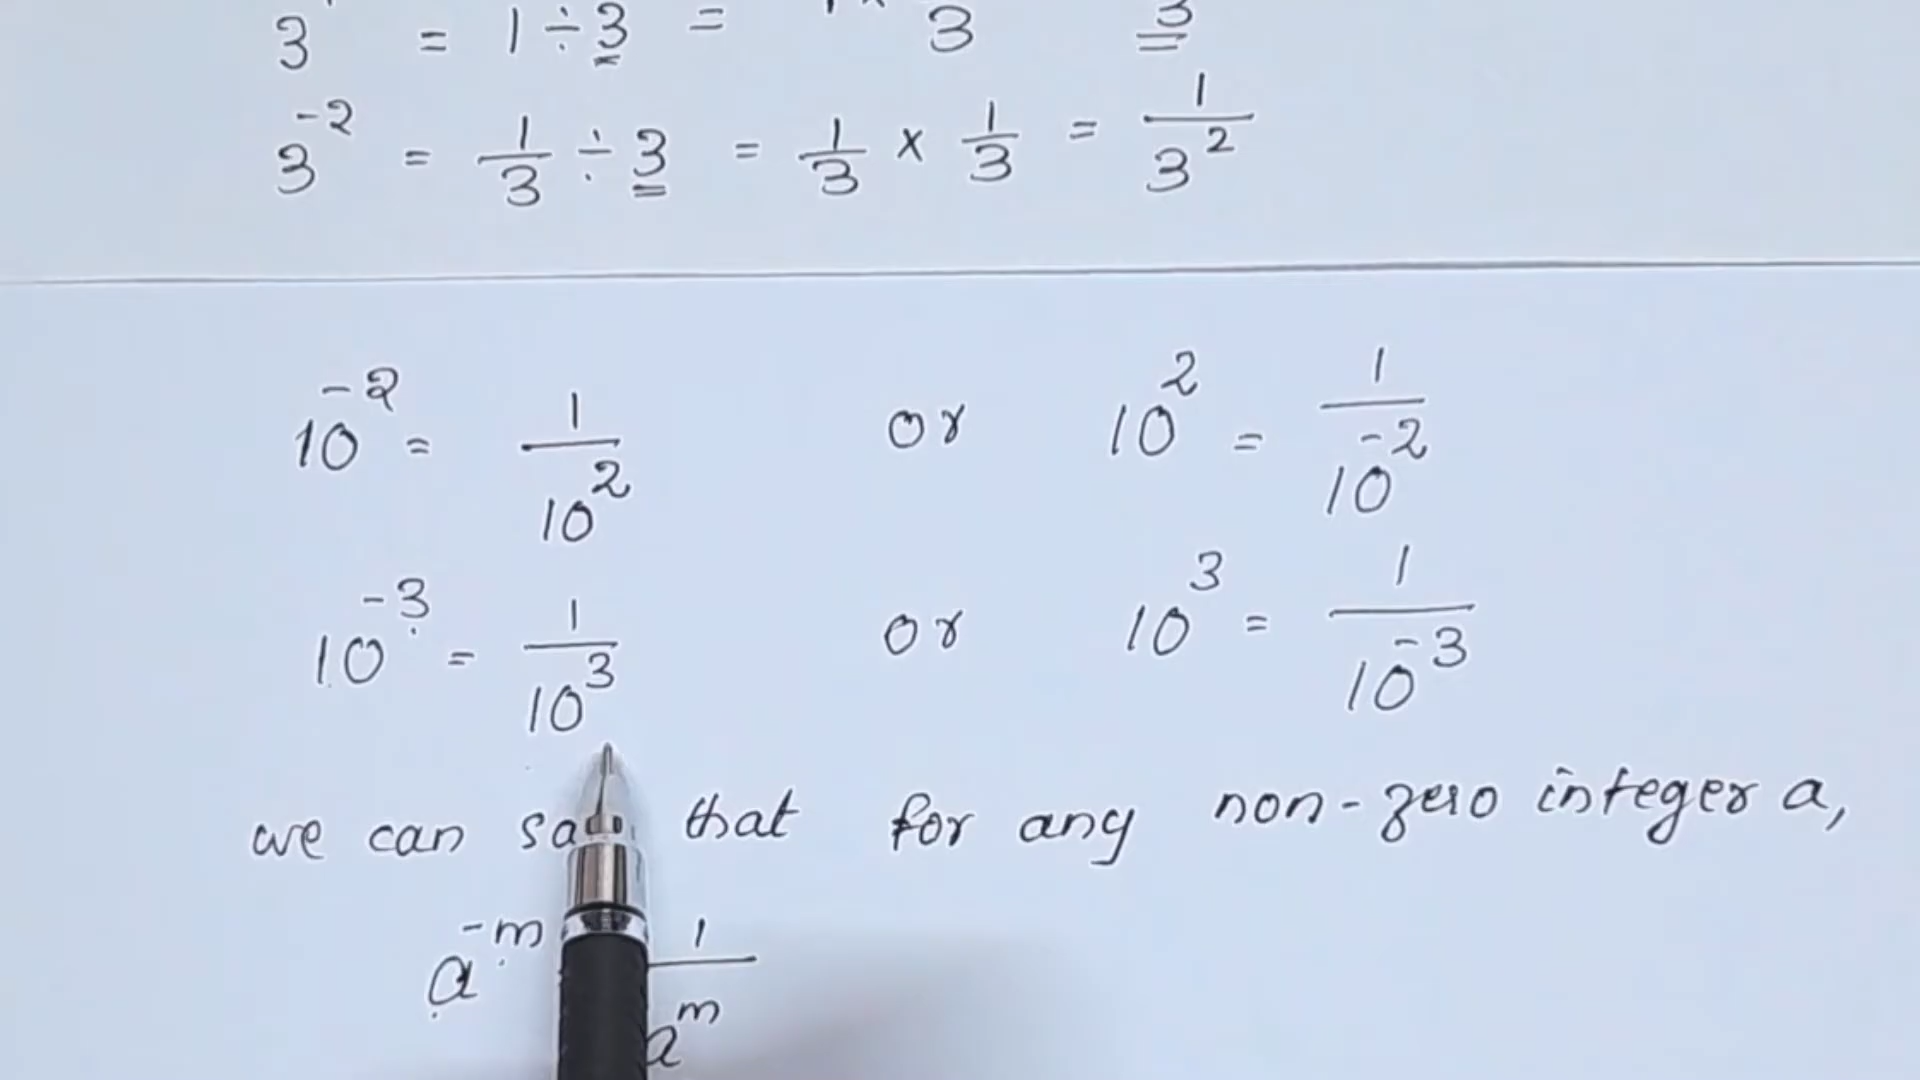 3 = 1 ÷ 3 = 1 × 3 3
3^-2 = 1/3 ÷ 3 = 1/3 × 1/3 = 1/3^2
10^-2 = 1/10^2 or 10^2 = 1/10^-2
10^-3 = 1/10^3 or 10^3 = 1/10^-3
we can that for any non-zero integer a,
a^-m 1/a^m